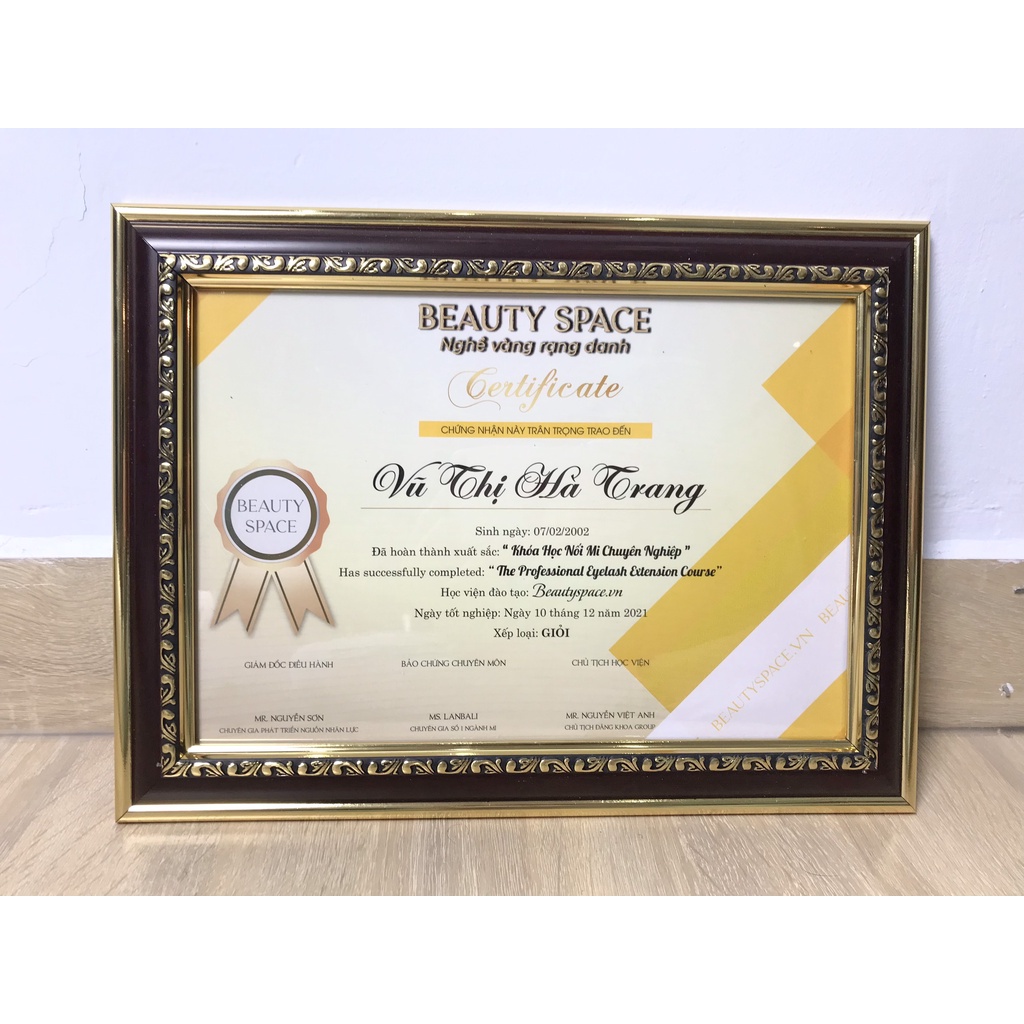 BEAUTY SPACE
Nghề vàng rạng danh
Certificate
CHỨNG NHẬN NÀY TRÂN TRỌNG TRAO ĐẾN
Vũ Thị Hà Trang
BEAUTY
SPACE
Sinh ngày: 07/02/2002
Đã hoàn thành xuất sắc: “ Khóa Học Nối Mi Chuyên Nghiệp ”
Has successfully completed: “ The Professional Eyelash Extension Course”
Học viện đào tạo: Beautyspace.vn
Ngày tốt nghiệp: Ngày 10 tháng 12 năm 2021
Xếp loại: GIỎI
GIÁM ĐỐC ĐIỀU HÀNH BẢO CHỨNG CHUYÊN MÔN CHỦ TỊCH HỌC VIỆN
MR. NGUYỄN SƠN MS. LANBALI MR. NGUYỄN VIỆT ANH
CHUYÊN GIA PHÁT TRIỂN NGUỒN NHÂN LỰC CHUYÊN GIA SỐ 1 NGÀNH MI CHỦ TỊCH ĐĂNG KHOA GROUP
BEAUTYSPACE.VN BEAU